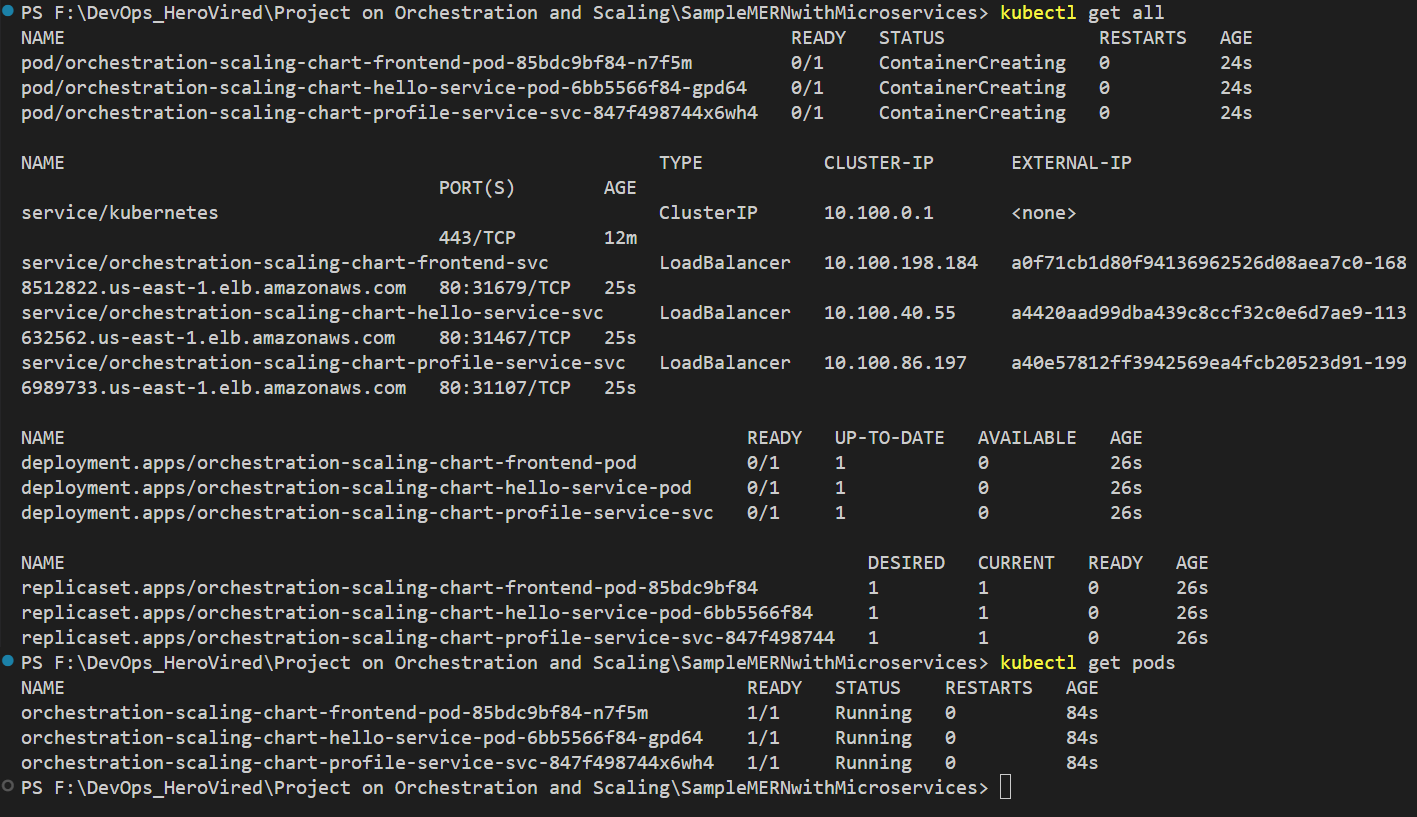 PS F:\DevOps_HeroVired\Project on Orchestration and Scaling\SampleMERNwithMicroservices> kubectl get all
NAME READY STATUS RESTARTS AGE
pod/orchestration-scaling-chart-frontend-pod-85bdc9bf84-n7f5m 0/1 ContainerCreating 0 24s
pod/orchestration-scaling-chart-hello-service-pod-6bb5566f84-gpd64 0/1 ContainerCreating 0 24s
pod/orchestration-scaling-chart-profile-service-svc-847f498744x6wh4 0/1 ContainerCreating 0 24s
NAME TYPE CLUSTER-IP EXTERNAL-IP
PORT(S) AGE
service/kubernetes ClusterIP 10.100.0.1 <none>
443/TCP 12m
service/orchestration-scaling-chart-frontend-svc LoadBalancer 10.100.198.184 a0f71cb1d80f94136962526d08aea7c0-168
8512822.us-east-1.elb.amazonaws.com 80:31679/TCP 25s
service/orchestration-scaling-chart-hello-service-svc LoadBalancer 10.100.40.55 a4420aad99dba439c8ccf32c0e6d7ae9-113
632562.us-east-1.elb.amazonaws.com 80:31467/TCP 25s
service/orchestration-scaling-chart-profile-service-svc LoadBalancer 10.100.86.197 a40e57812ff3942569ea4fcb20523d91-199
6989733.us-east-1.elb.amazonaws.com 80:31107/TCP 25s
NAME READY UP-TO-DATE AVAILABLE AGE
deployment.apps/orchestration-scaling-chart-frontend-pod 0/1 1 0 26s
deployment.apps/orchestration-scaling-chart-hello-service-pod 0/1 1 0 26s
deployment.apps/orchestration-scaling-chart-profile-service-svc 0/1 1 0 26s
NAME DESIRED CURRENT READY AGE
replicaset.apps/orchestration-scaling-chart-frontend-pod-85bdc9bf84 1 1 0 26s
replicaset.apps/orchestration-scaling-chart-hello-service-pod-6bb5566f84 1 1 0 26s
replicaset.apps/orchestration-scaling-chart-profile-service-svc-847f498744 1 1 0 26s
PS F:\DevOps_HeroVired\Project on Orchestration and Scaling\SampleMERNwithMicroservices> kubectl get pods
NAME READY STATUS RESTARTS AGE
orchestration-scaling-chart-frontend-pod-85bdc9bf84-n7f5m 1/1 Running 0 84s
orchestration-scaling-chart-hello-service-pod-6bb5566f84-gpd64 1/1 Running 0 84s
orchestration-scaling-chart-profile-service-svc-847f498744x6wh4 1/1 Running 0 84s
PS F:\DevOps_HeroVired\Project on Orchestration and Scaling\SampleMERNwithMicroservices>